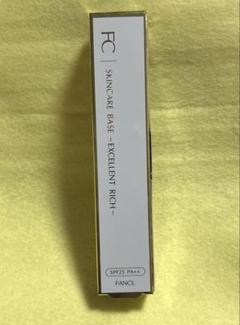 FC
SKINCARE BASE -EXCELLENT RICH-
SPF25 PA++
FANCL